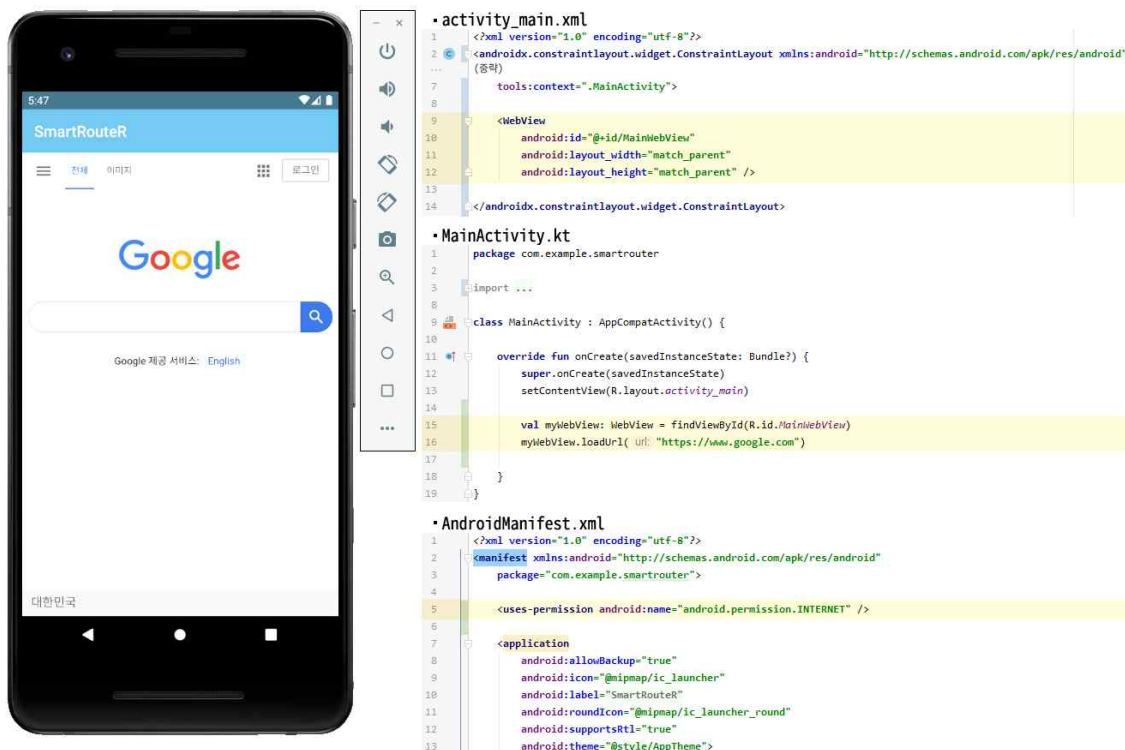 5:47
SmartRouteR
전체 이미지 로그인
Google
Google 제공 서비스: English
대한민국
▪ activity_main.xml
1 <?xml version="1.0" encoding="utf-8"?>
2 <androidx.constraintlayout.widget.ConstraintLayout xmlns:android="http://schemas.android.com/apk/res/android"
... (중략)
7 tools:context=".MainActivity">
8
9 <WebView
10 android:id="@+id/MainWebView"
11 android:layout_width="match_parent"
12 android:layout_height="match_parent" />
13
14 </androidx.constraintlayout.widget.ConstraintLayout>
▪ MainActivity.kt
1 package com.example.smartrouter
2
3 import ...
8
9 class MainActivity : AppCompatActivity() {
10
11 override fun onCreate(savedInstanceState: Bundle?) {
12 super.onCreate(savedInstanceState)
13 setContentView(R.layout.activity_main)
14
15 val myWebView: WebView = findViewById(R.id.MainWebView)
16 myWebView.loadUrl( url: "https://www.google.com")
17
18 }
19 }
▪ AndroidManifest.xml
1 <?xml version="1.0" encoding="utf-8"?>
2 <manifest xmlns:android="http://schemas.android.com/apk/res/android"
3 package="com.example.smartrouter">
4
5 <uses-permission android:name="android.permission.INTERNET" />
6
7 <application
8 android:allowBackup="true"
9 android:icon="@mipmap/ic_launcher"
10 android:label="SmartRouteR"
11 android:roundIcon="@mipmap/ic_launcher_round"
12 android:supportsRtl="true"
13 android:theme="@style/AppTheme">